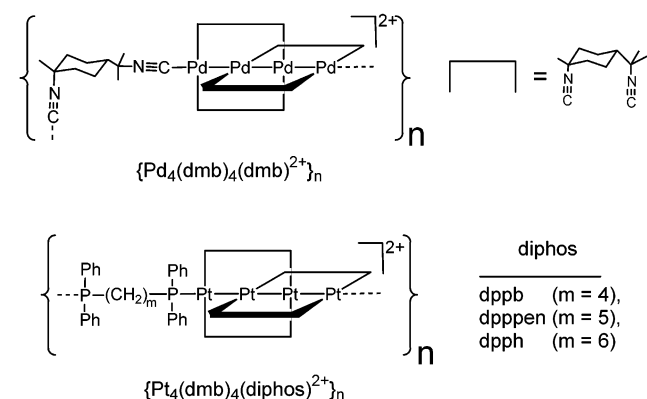 N≡C—Pd—Pd—Pd—Pd
2+
N
C
n
=
N
C
N
C
{Pd4(dmb)4(dmb)2+}n
diphos
dppb (m = 4),
dpppen (m = 5),
dpph (m = 6)
Ph
Ph
P—(CH2)m—P—Pt—Pt—Pt—Pt
2+
Ph
Ph
n
{Pt4(dmb)4(diphos)2+}n